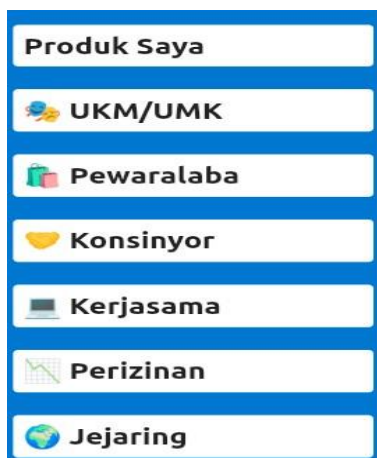 Produk Saya
🎭 UKM/UMK
🛍️ Pewaralaba
🤝 Konsinyor
💻 Kerjasama
📉 Perizinan
🌍 Jejaring